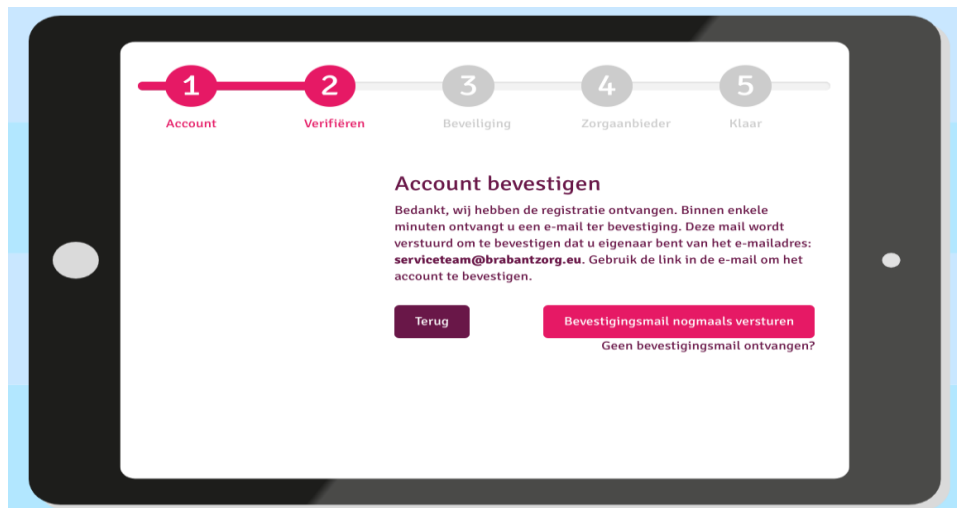 1 2 3 4 5
Account Verifiëren Beveiliging Zorgaanbieder Klaar
Account bevestigen
Bedankt, wij hebben de registratie ontvangen. Binnen enkele
minuten ontvangt u een e-mail ter bevestiging. Deze mail wordt
verstuurd om te bevestigen dat u eigenaar bent van het e-mailadres:
serviceteam@brabantzorg.eu. Gebruik de link in de e-mail om het
account te bevestigen.
Terug Bevestigingsmail nogmaals versturen
Geen bevestigingsmail ontvangen?